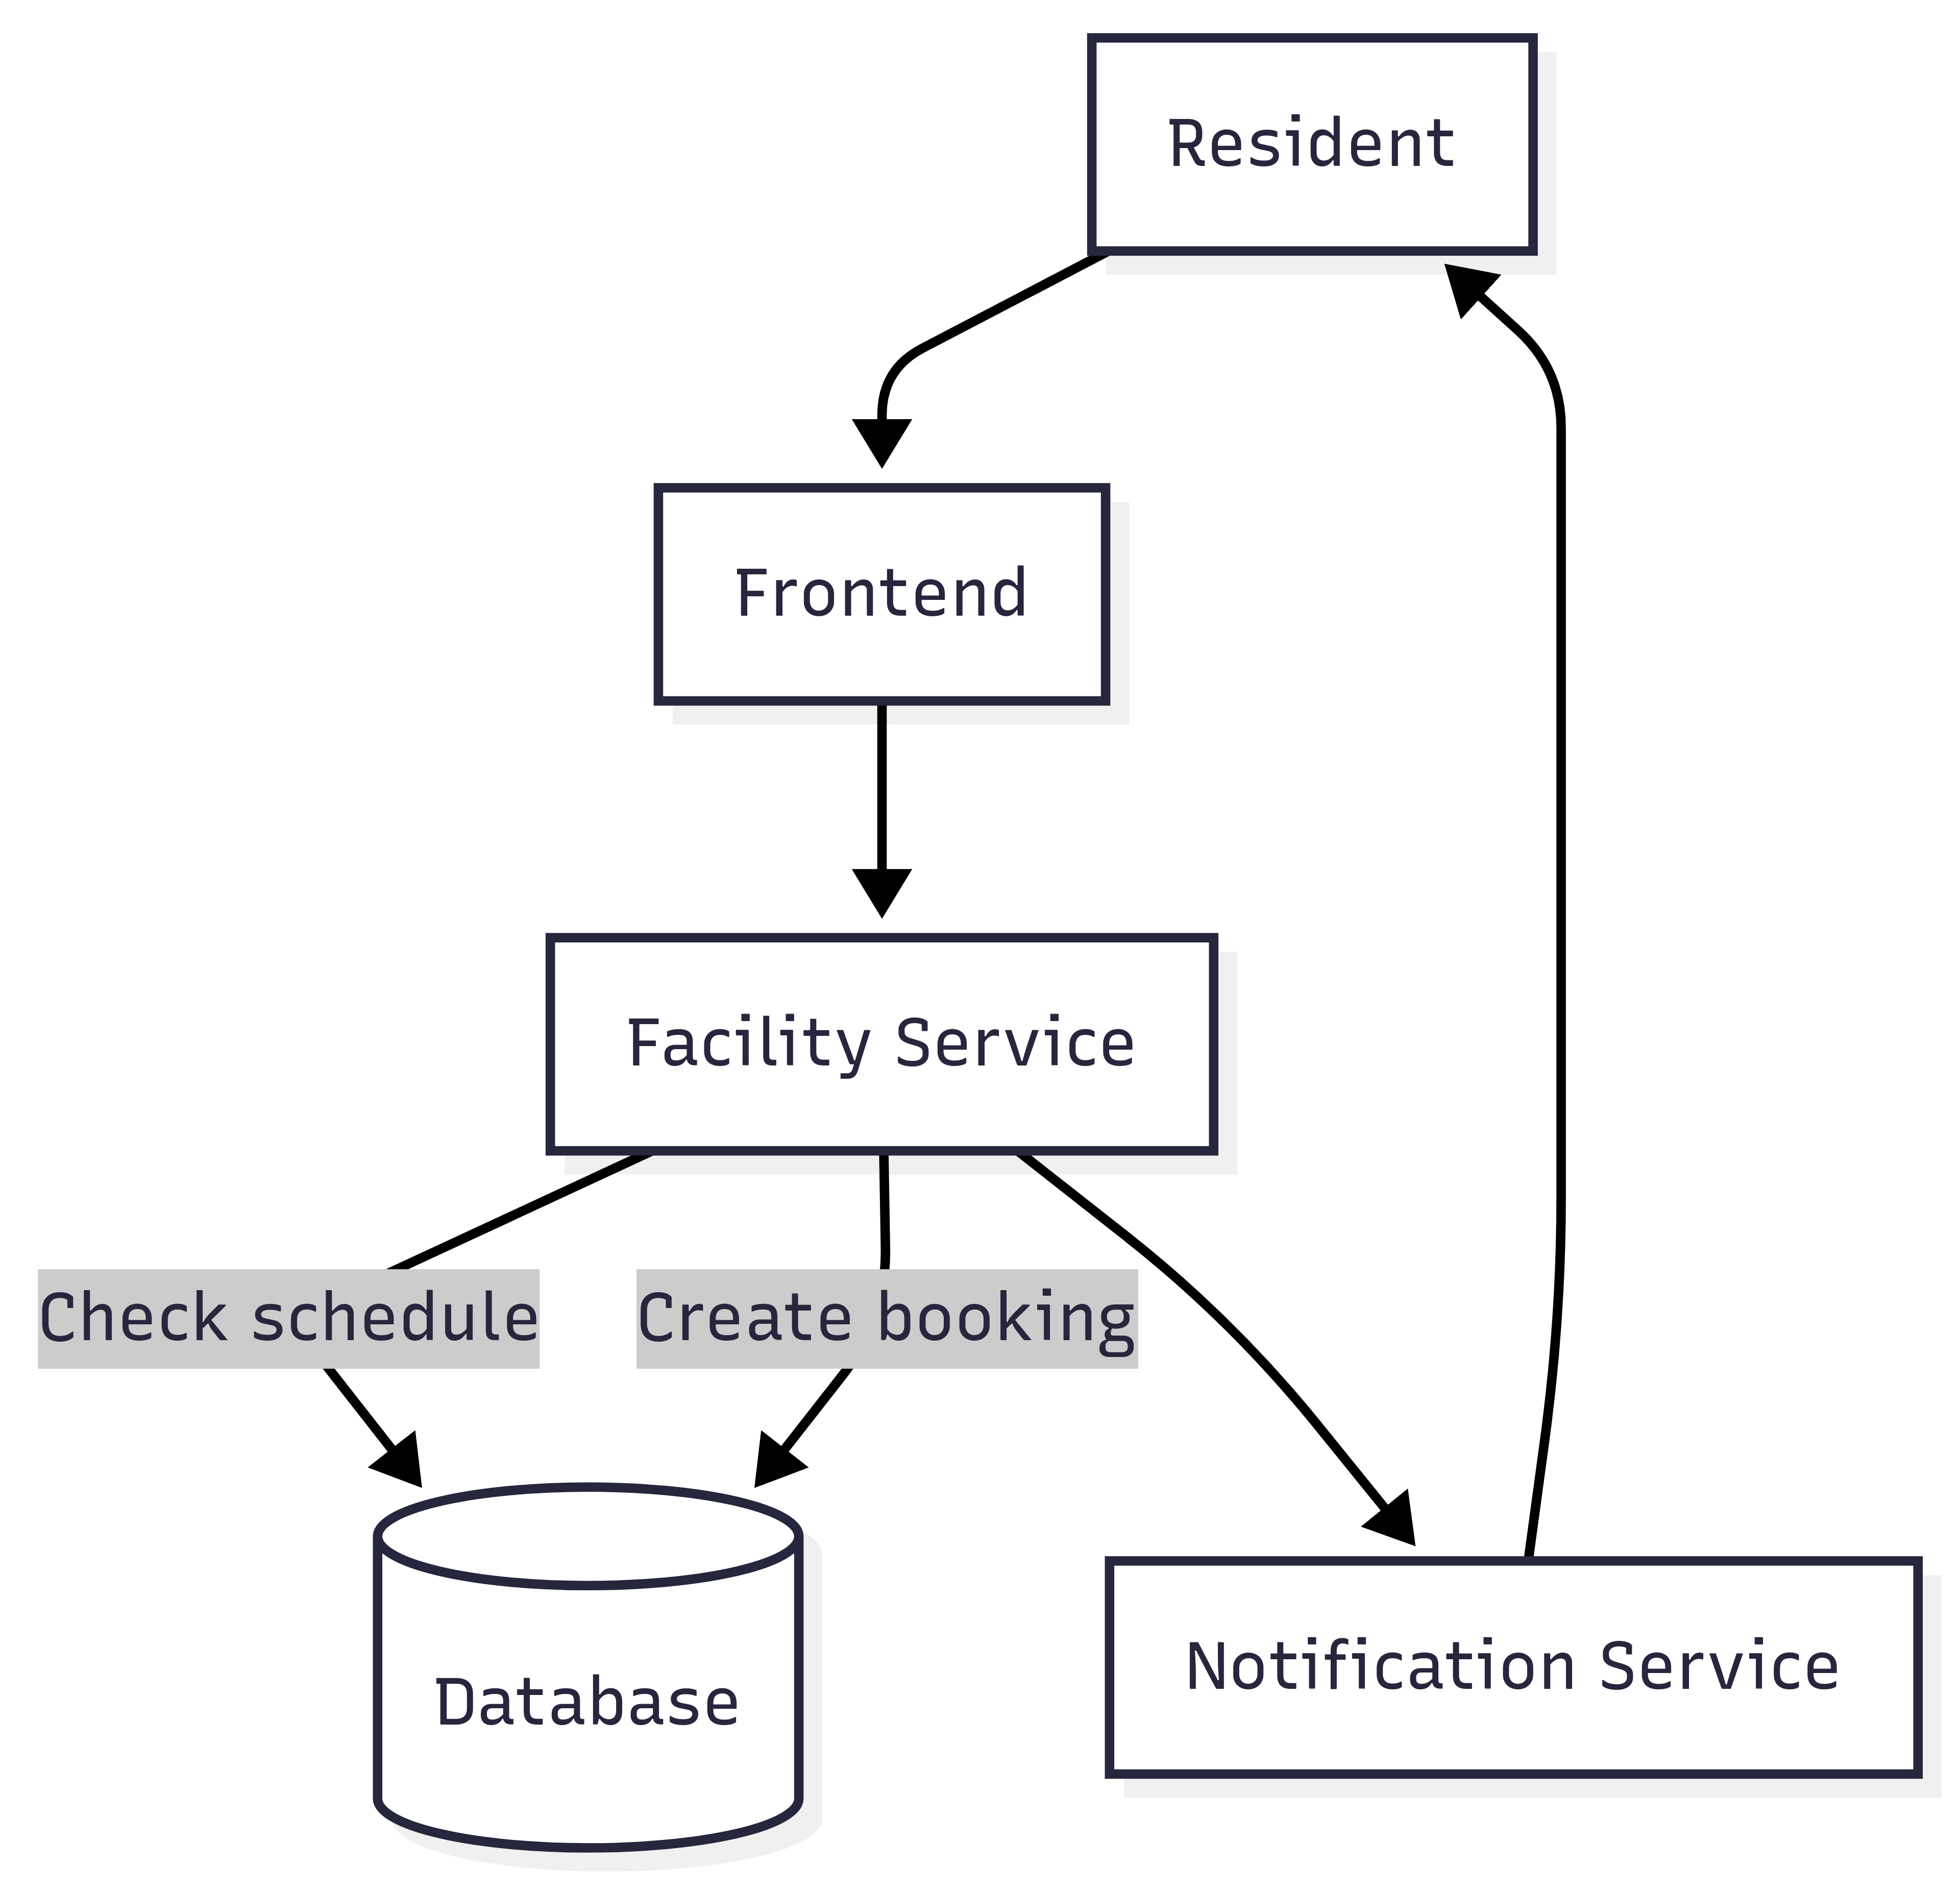 Resident
Frontend
Facility Service
Check schedule
Create booking
Database
Notification Service